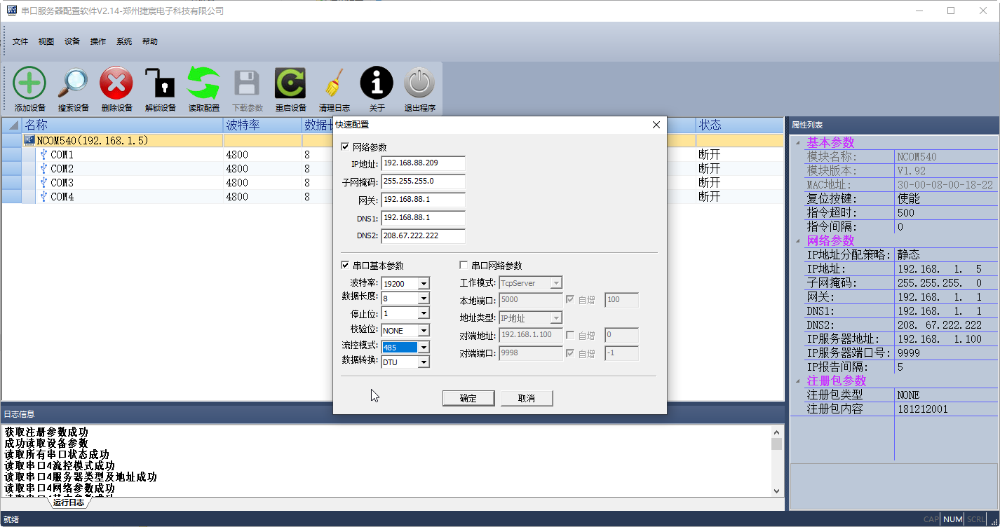 串口服务器配置软件V2.14-郑州捷宸电子科技有限公司
文件 视图 设备 操作 系统 帮助
添加设备 搜索设备 删除设备 解锁设备 读取配置 下载参数 重启设备 清理日志 关于 退出程序
名称 波特率 数据长 状态
NCOM540(192.168.1.5)
COM1 4800 8 断开
COM2 4800 8 断开
COM3 4800 8 断开
COM4 4800 8 断开
快速配置
网络参数
IP地址: 192.168.88.209
子网掩码: 255.255.255.0
网关: 192.168.88.1
DNS1: 192.168.88.1
DNS2: 208.67.222.222
串口基本参数
波特率: 19200
数据长度: 8
停止位: 1
校验位: NONE
流控模式: 485
数据转换: DTU
串口网络参数
工作模式: TcpServer
本地端口: 5000 自增 100
地址类型: IP地址
对端地址: 192.168.1.100 自增 0
对端端口: 9998 自增 -1
确定 取消
属性列表
基本参数
模块名称: NCOM540
模块版本: V1.92
MAC地址: 30-00-08-00-18-22
复位按键: 使能
指令超时: 500
指令间隔: 0
网络参数
IP地址分配策略: 静态
IP地址: 192.168. 1. 5
子网掩码: 255.255.255. 0
网关: 192.168. 1. 1
DNS1: 192.168. 1. 1
DNS2: 208. 67.222.222
IP服务器地址: 192.168. 1.100
IP服务器端口号: 9999
IP报告间隔: 5
注册包参数
注册包类型 NONE
注册包内容 181212001
日志信息
获取注册参数成功
成功读取设备参数
读取所有串口状态成功
读取串口4流控模式成功
读取串口4服务器类型及地址成功
读取串口4网络参数成功
读取串口4基本参数成功
运行日志
就绪
CAP NUM SCRL